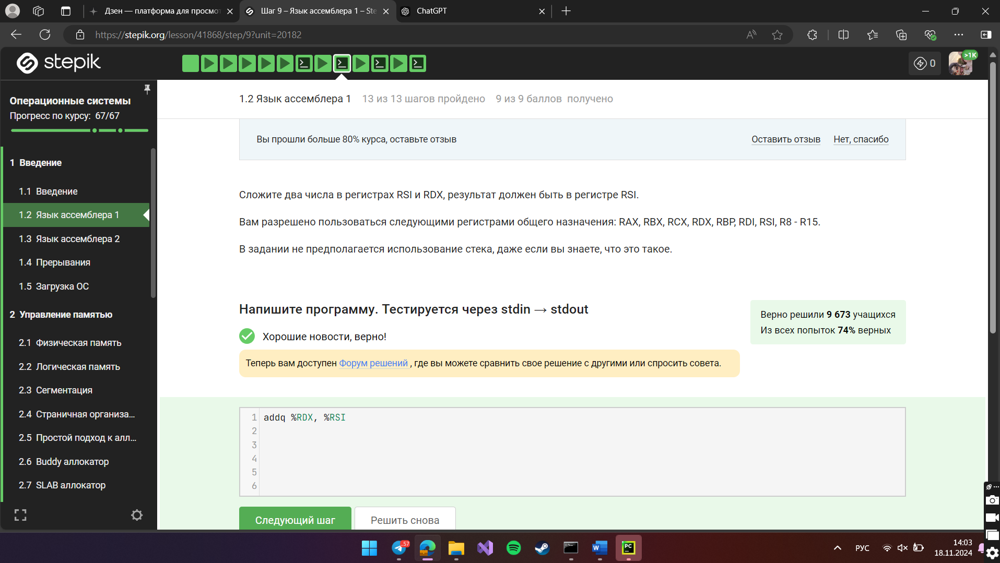 Дзен — платформа для просмот
Шаг 9 – Язык ассемблера 1 – Ste
ChatGPT
https://stepik.org/lesson/41868/step/9?unit=20182
stepik
0
>1K
Операционные системы
Прогресс по курсу: 67/67
1 Введение
1.1 Введение
1.2 Язык ассемблера 1
1.3 Язык ассемблера 2
1.4 Прерывания
1.5 Загрузка ОС
2 Управление памятью
2.1 Физическая память
2.2 Логическая память
2.3 Сегментация
2.4 Страничная организа...
2.5 Простой подход к алл...
2.6 Buddy аллокатор
2.7 SLAB аллокатор
1.2 Язык ассемблера 1 13 из 13 шагов пройдено 9 из 9 баллов получено
Вы прошли больше 80% курса, оставьте отзыв
Оставить отзыв
Нет, спасибо
Сложите два числа в регистрах RSI и RDX, результат должен быть в регистре RSI.
Вам разрешено пользоваться следующими регистрами общего назначения: RAX, RBX, RCX, RDX, RBP, RDI, RSI, R8 - R15.
В задании не предполагается использование стека, даже если вы знаете, что это такое.
Напишите программу. Тестируется через stdin → stdout
Верно решили 9 673 учащихся
Из всех попыток 74% верных
Хорошие новости, верно!
Теперь вам доступен Форум решений , где вы можете сравнить свое решение с другими или спросить совета.
1 addq %RDX, %RSI
2
3
4
5
6
Следующий шаг
Решить снова
57
PC
РУС
14:03
18.11.2024